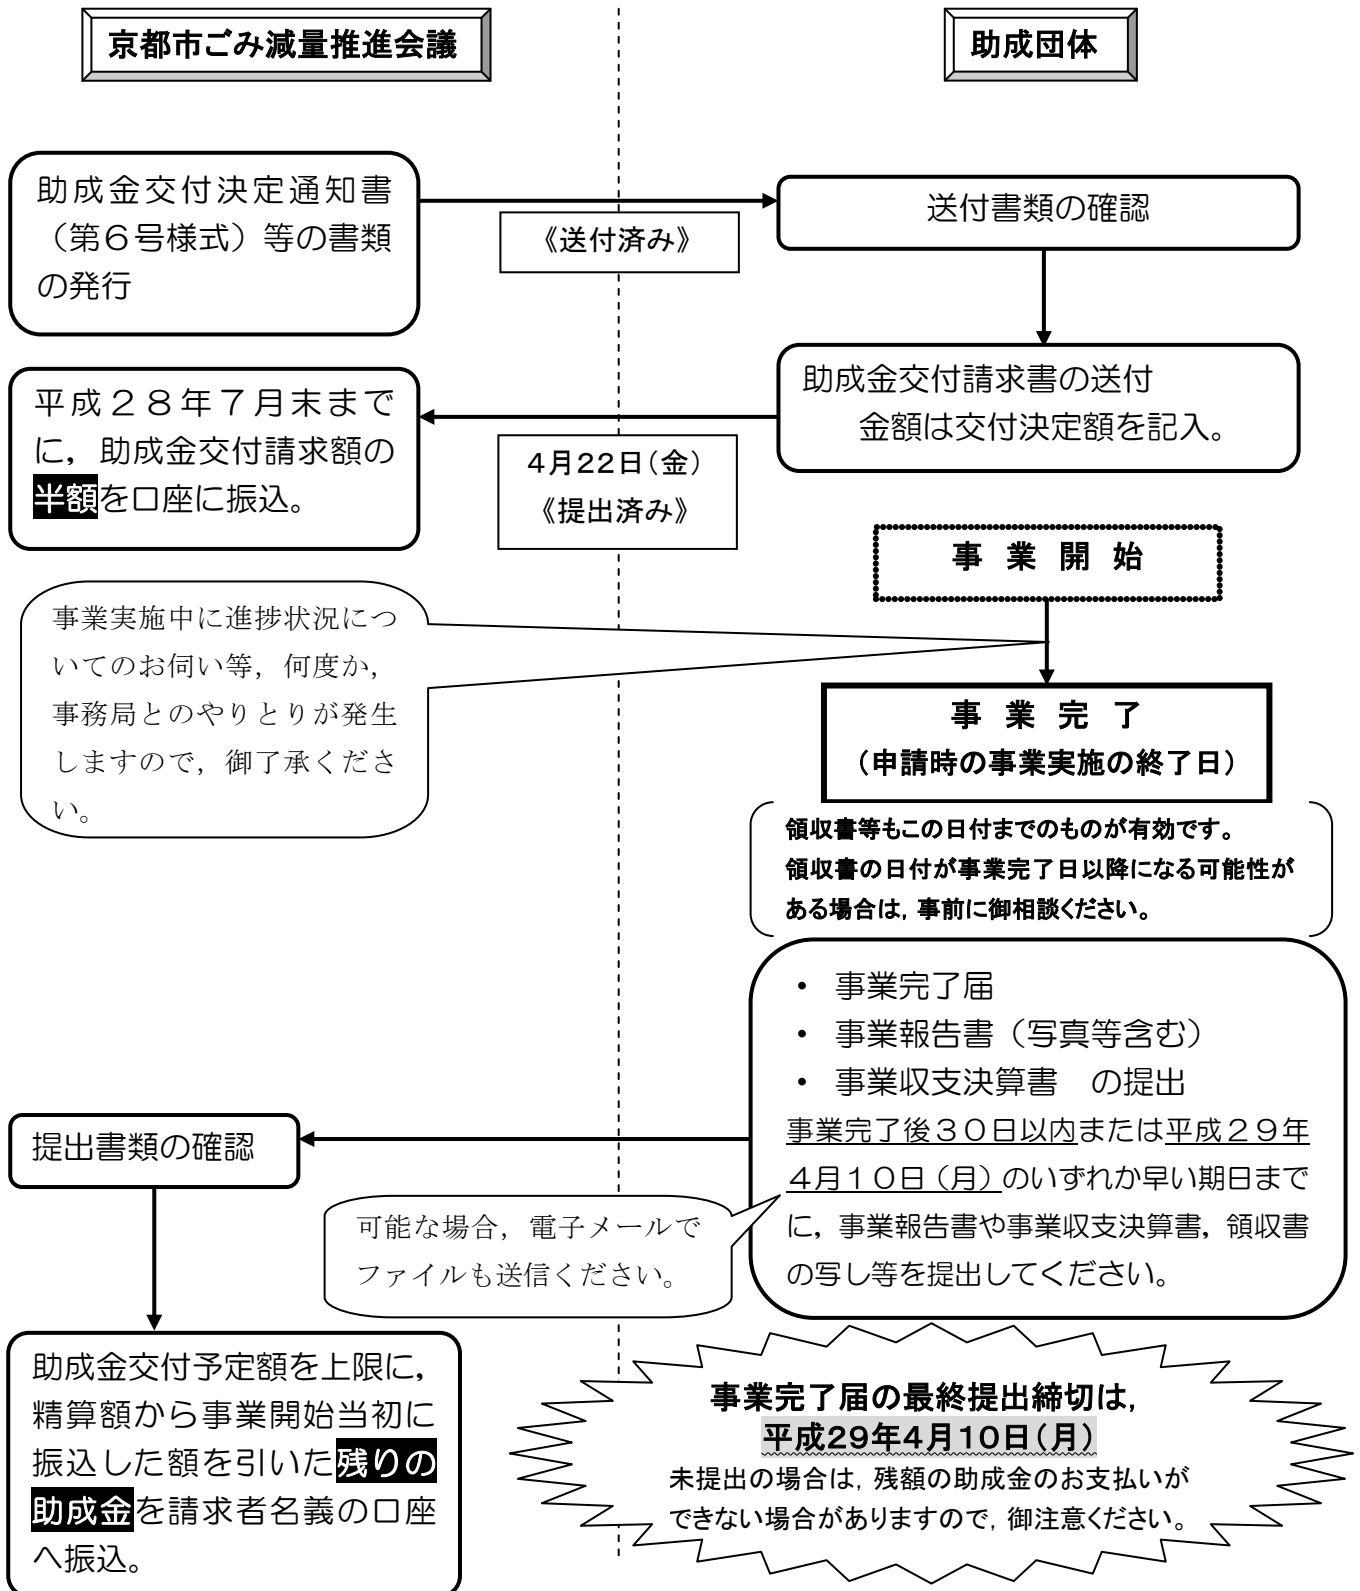 京都市ごみ減量推進会議
助成団体
助成金交付決定通知書
（第６号様式）等の書類
の発行
《送付済み》
送付書類の確認
助成金交付請求書の送付
金額は交付決定額を記入。
4月22日（金）
《提出済み》
平成２８年７月末まで
に，助成金交付請求額の
半額を口座に振込。
事業開始
事業実施中に進捗状況につ
いてのお伺い等，何度か，
事務局とのやりとりが発生
しますので，御了承くださ
い。
事業完了
（申請時の事業実施の終了日）
領収書等もこの日付までのものが有効です。
領収書の日付が事業完了日以降になる可能性が
ある場合は，事前に御相談ください。
・ 事業完了届
・ 事業報告書（写真等含む）
・ 事業収支決算書　の提出
事業完了後３０日以内または平成２９年
４月１０日（月）のいずれか早い期日まで
に，事業報告書や事業収支決算書，領収書
の写し等を提出してください。
提出書類の確認
可能な場合，電子メールで
ファイルも送信ください。
助成金交付予定額を上限に，
精算額から事業開始当初に
振込した額を引いた残りの
助成金を請求者名義の口座
へ振込。
事業完了届の最終提出締切は，
平成29年4月10日（月）
未提出の場合は，残額の助成金のお支払いが
できない場合がありますので，御注意ください。